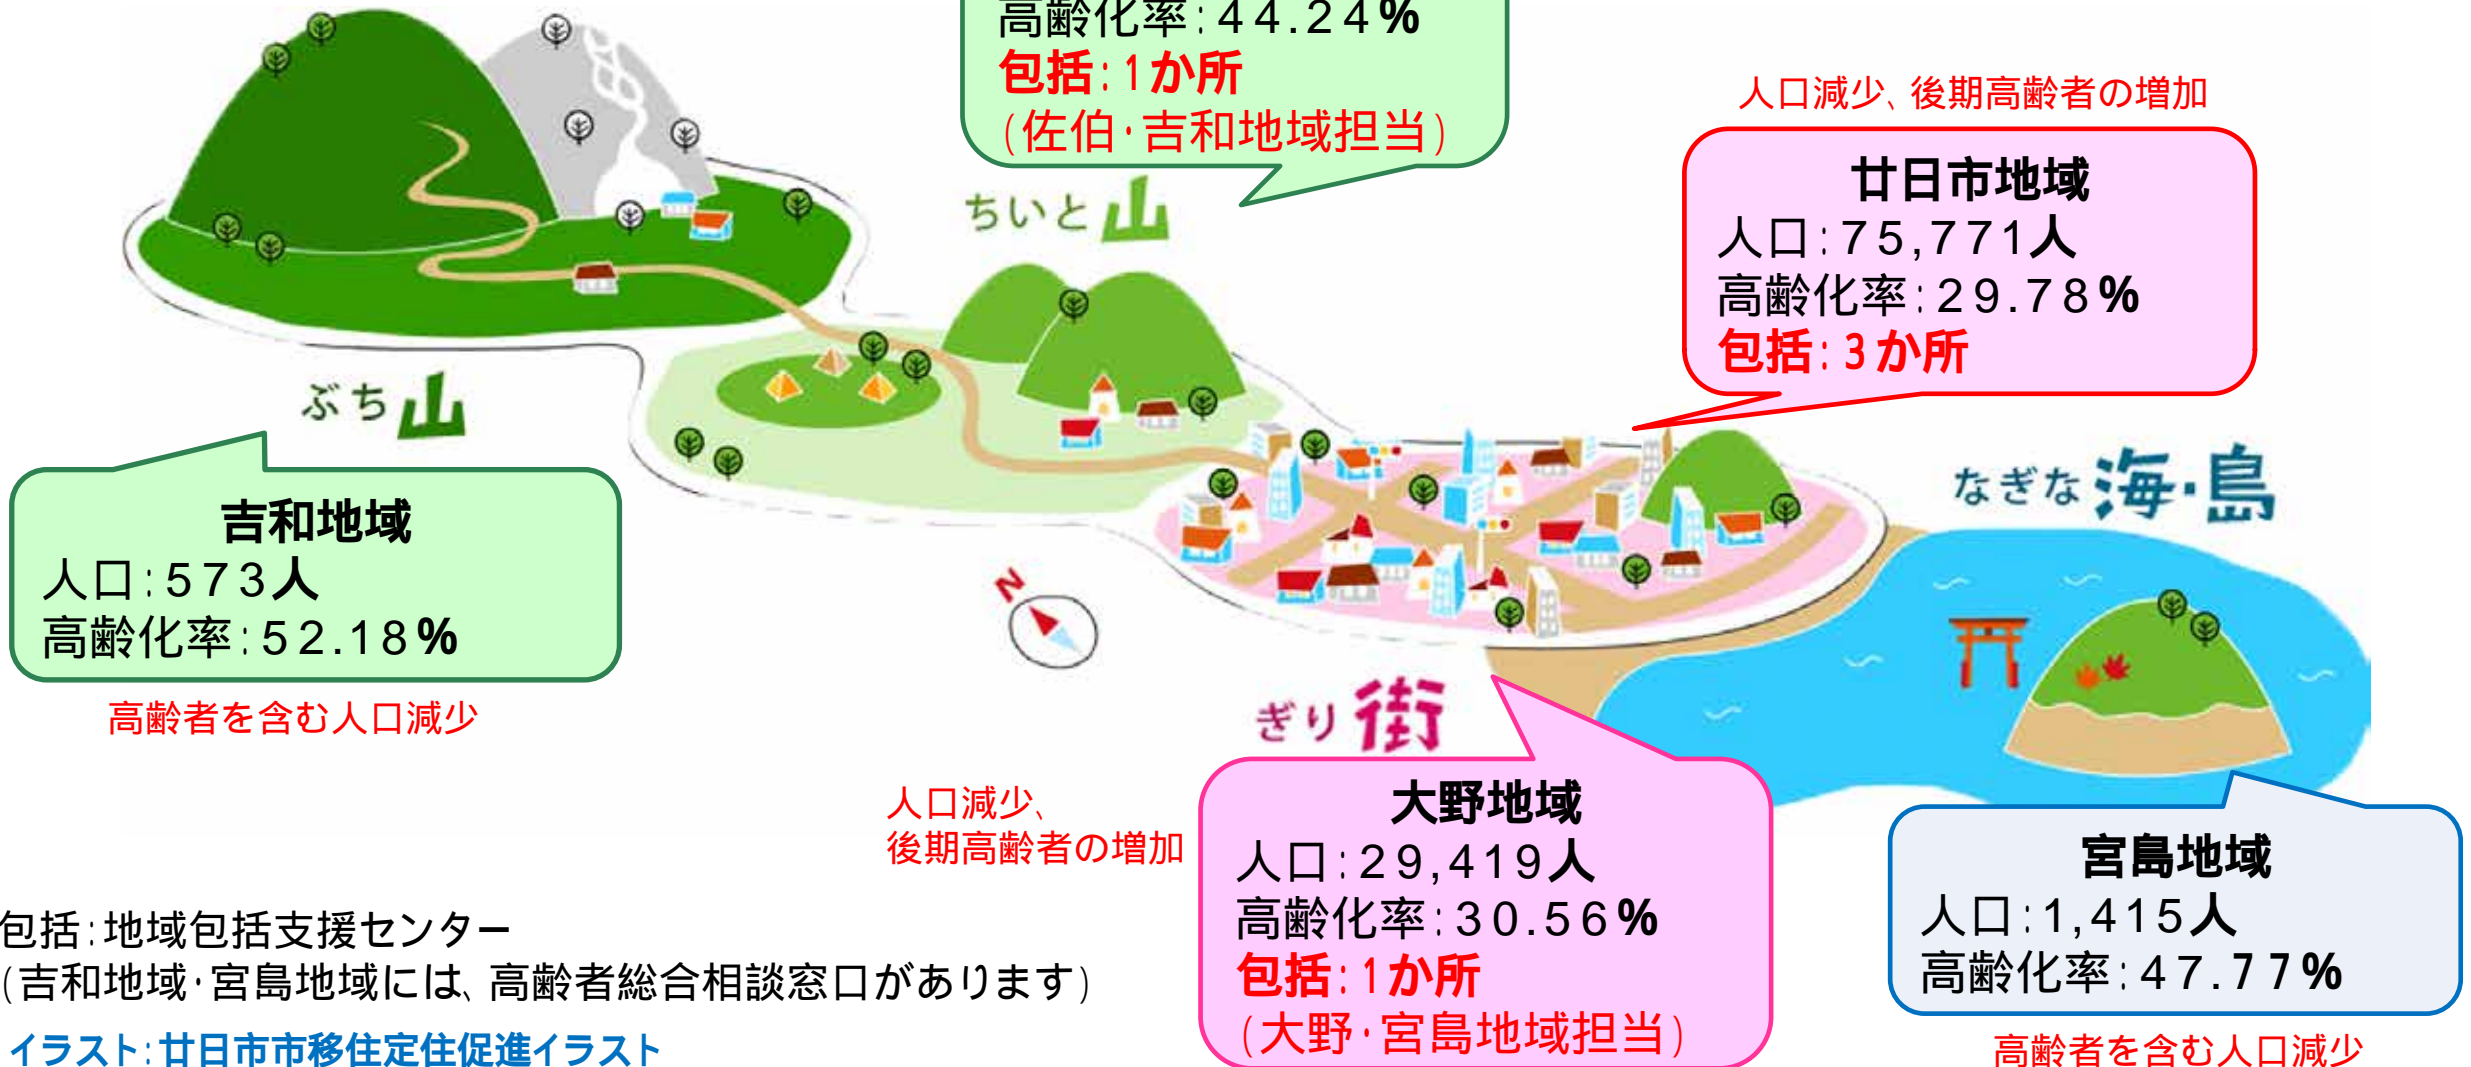 高齢化率:44.24%
包括:1か所
(佐伯・吉和地域担当)
人口減少、後期高齢者の増加
廿日市地域
人口:75,771人
高齢化率:29.78%
包括:3か所
ちいと山
ぶち山
なぎな海・島
吉和地域
人口:573人
高齢化率:52.18%
高齢者を含む人口減少
N
ぎり街
人口減少、
後期高齢者の増加
大野地域
人口:29,419人
高齢化率:30.56%
包括:1か所
(大野・宮島地域担当)
宮島地域
人口:1,415人
高齢化率:47.77%
高齢者を含む人口減少
包括:地域包括支援センター
(吉和地域・宮島地域には、高齢者総合相談窓口があります)
イラスト:廿日市市移住定住促進イラスト